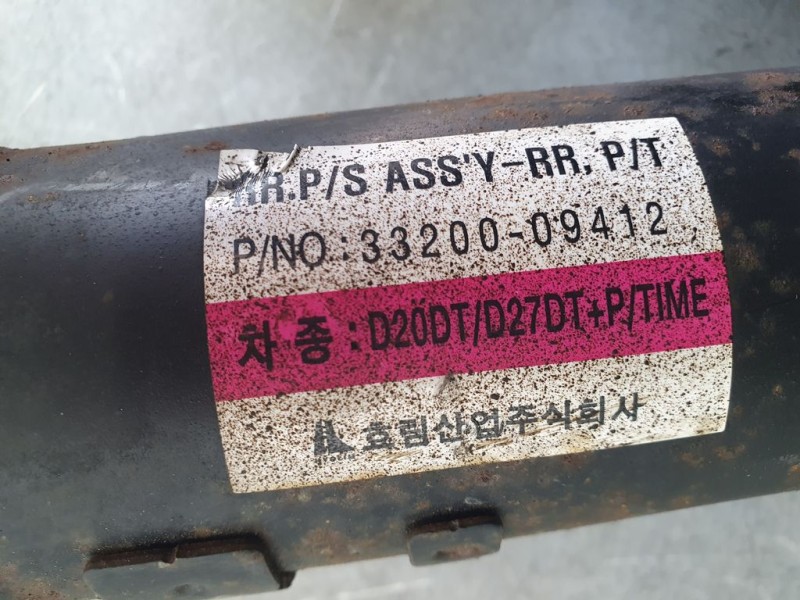 RR.P/S ASS'Y-RR, P/T
P/NO : 33200-09412
차 종 : D20DT/D27DT+P/TIME
효림산업주식회사